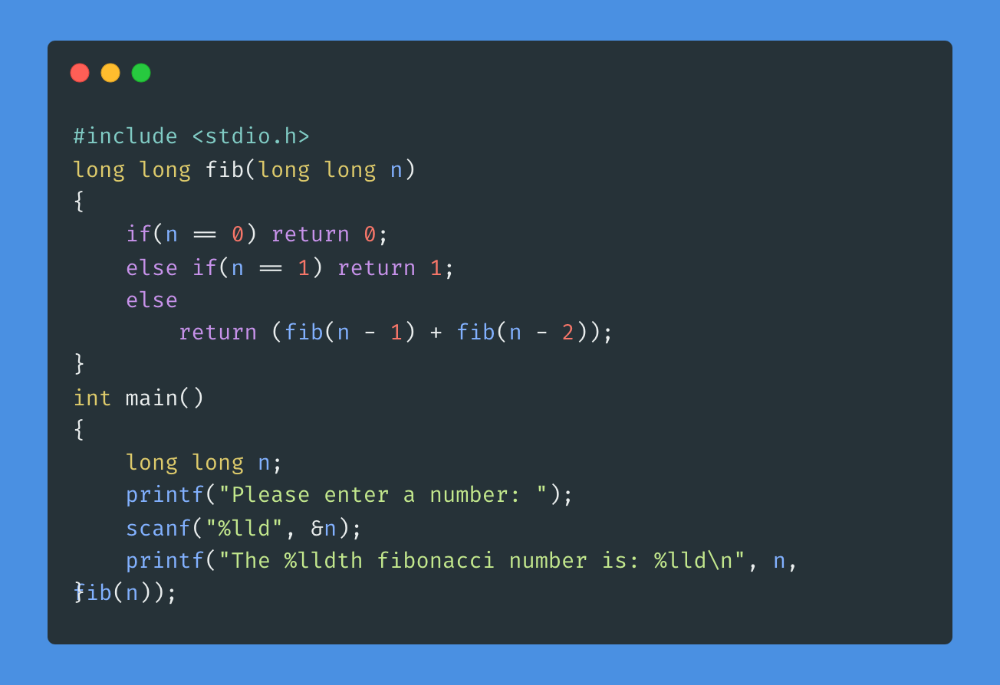 #include <stdio.h>
long long fib(long long n)
{
    if(n == 0) return 0;
    else if(n == 1) return 1;
    else
        return (fib(n - 1) + fib(n - 2));
}
int main()
{
    long long n;
    printf("Please enter a number: ");
    scanf("%lld", &n);
    printf("The %lldth fibonacci number is: %lld\n", n,
fib(n));
}